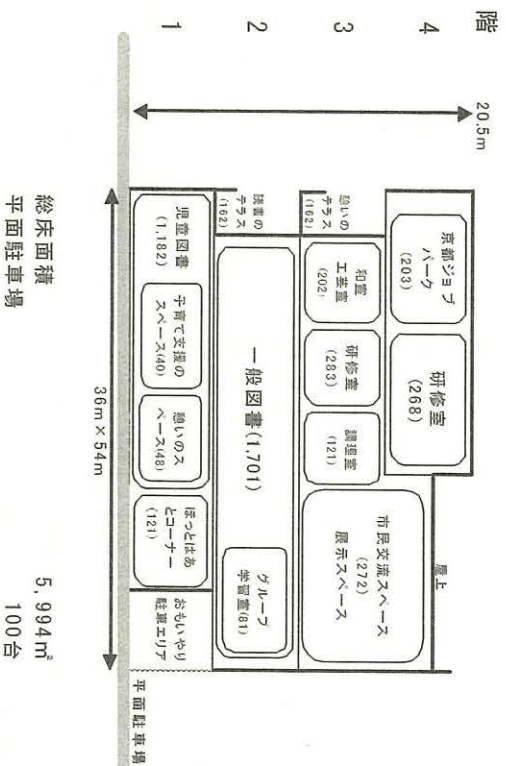 階
4
3
2
1
20.5m
京都ジョブ
パーク
(203)
研修室
(268)
屋上
憩いの
テラス
(162)
和室
工芸室
(202)
研修室
(283)
調理室
(121)
市民交流スペース
(272)
展示スペース
読書の
テラス
(162)
一般図書(1,701)
グループ
学習室(81)
児童図書
(1,182)
子育て支援の
スペース(40)
憩いのス
ペース(48)
ほっとはあ
とコーナー
(121)
おもいやり
駐車エリア
平面駐車場
36m×54m
総床面積 5,994㎡
平面駐車場 100台